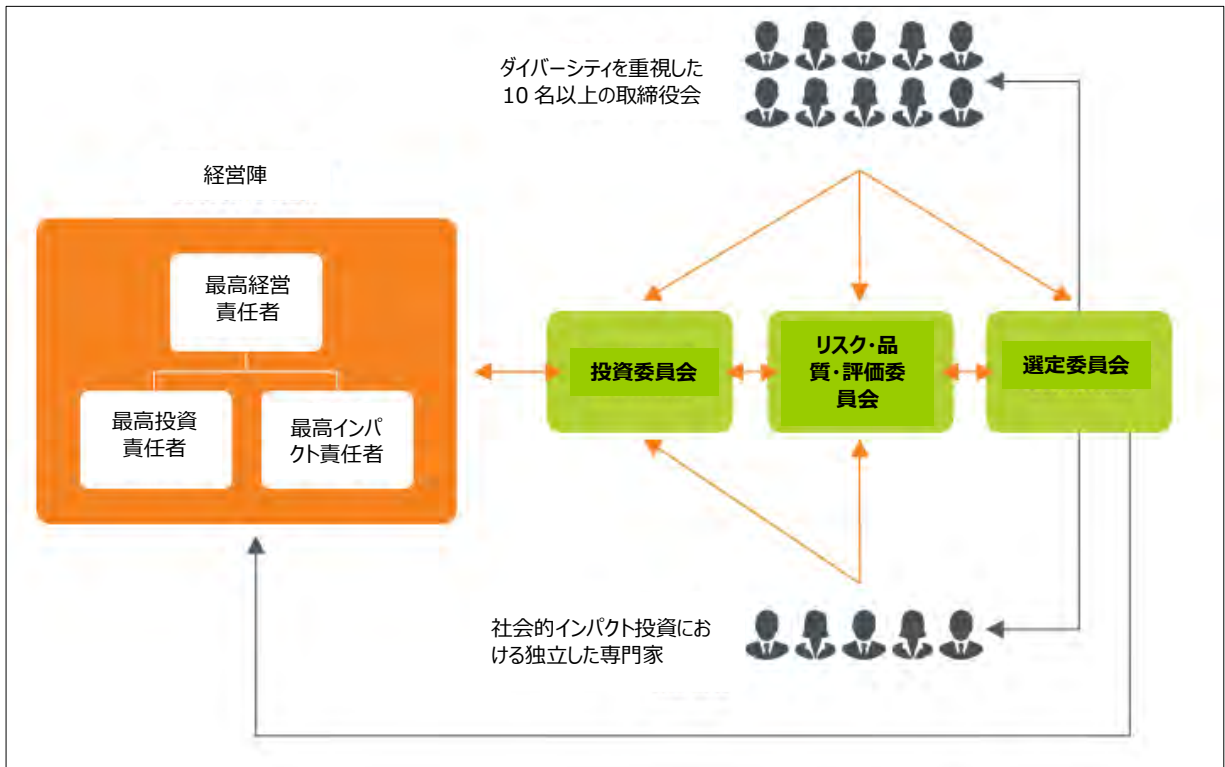 ダイバーシティを重視した
10 名以上の取締役会
経営陣
最高経営
責任者
最高投資
責任者
最高インパ
クト責任者
投資委員会
リスク・品
質・評価委
員会
選定委員会
社会的インパクト投資にお
ける独立した専門家